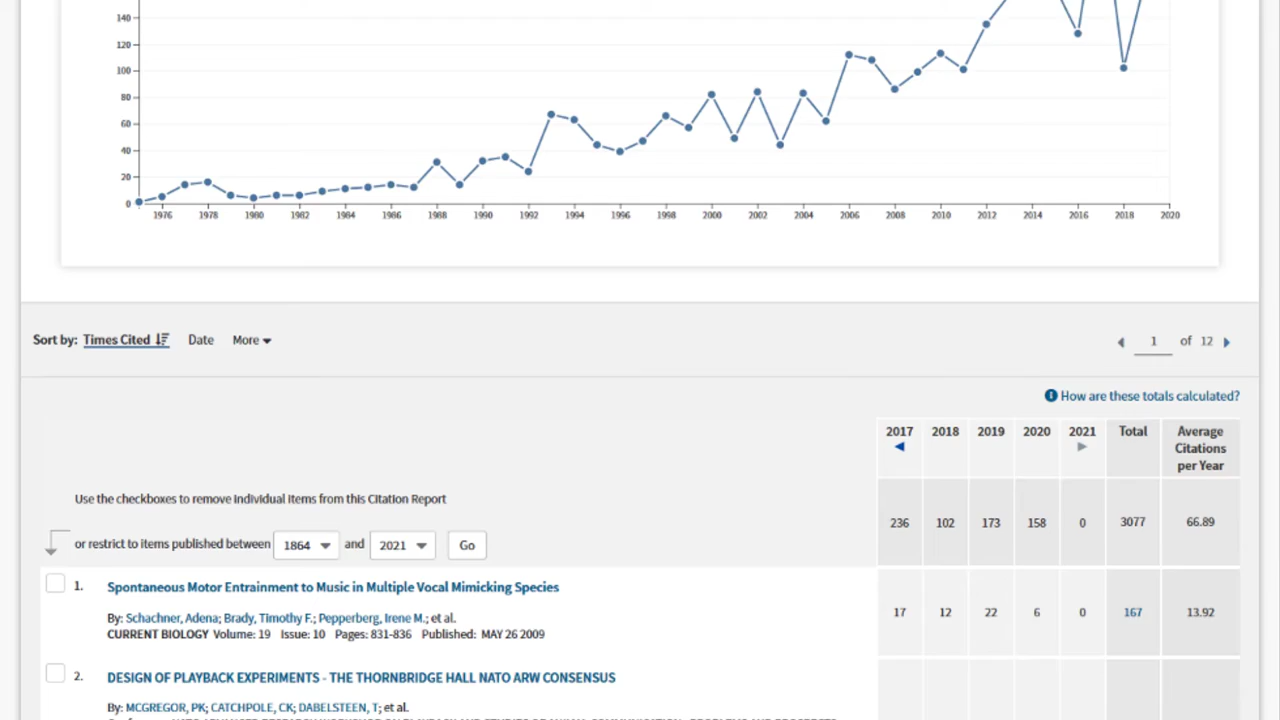 140
120
100
80
60
40
20
0
1976 1978 1980 1982 1984 1986 1988 1990 1992 1994 1996 1998 2000 2002 2004 2006 2008 2010 2012 2014 2016 2018 2020
Sort by: Times Cited Date More
1 of 12
How are these totals calculated?
2017 2018 2019 2020 2021 Total Average
Citations
per Year
Use the checkboxes to remove individual items from this Citation Report
or restrict to items published between 1864 and 2021 Go
236 102 173 158 0 3077 66.89
1. Spontaneous Motor Entrainment to Music in Multiple Vocal Mimicking Species
By: Schachner, Adena; Brady, Timothy F.; Pepperberg, Irene M.; et al.
CURRENT BIOLOGY Volume: 19 Issue: 10 Pages: 831-836 Published: MAY 26 2009
17 12 22 6 0 167 13.92
2. DESIGN OF PLAYBACK EXPERIMENTS - THE THORNBRIDGE HALL NATO ARW CONSENSUS
By: MCGREGOR, PK; CATCHPOLE, CK; DABELSTEEN, T; et al.